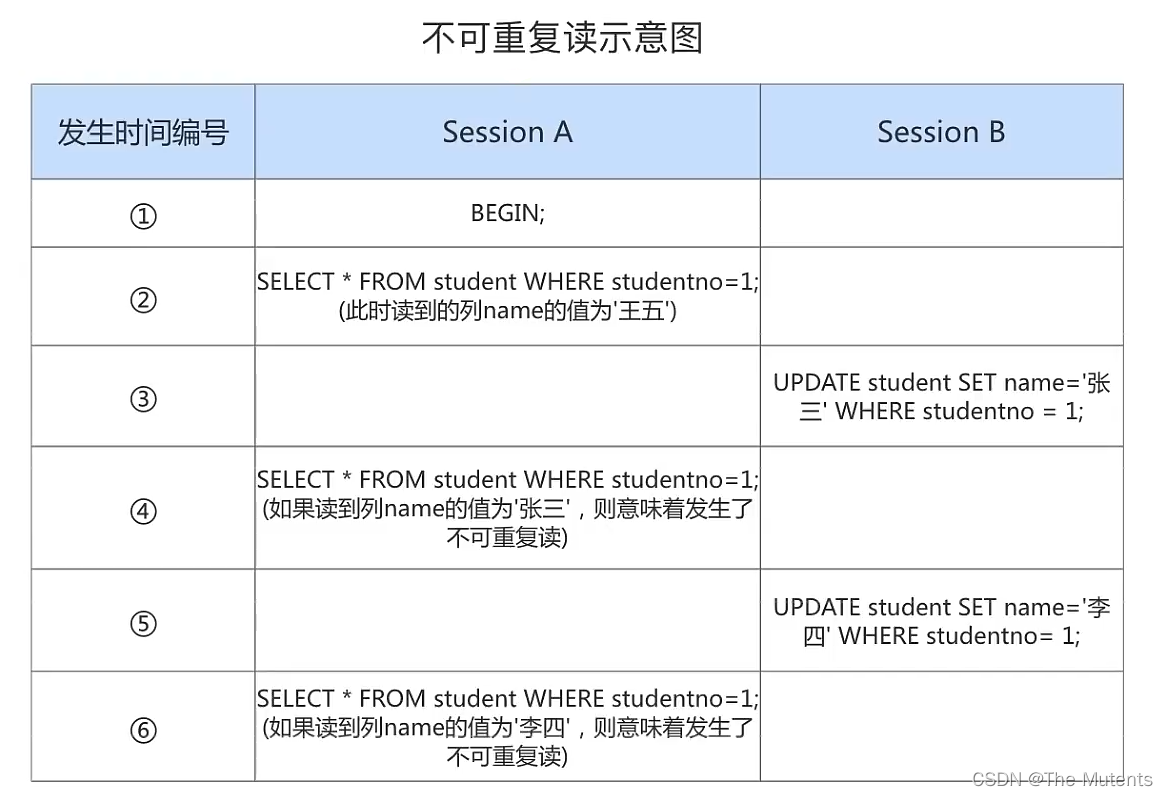 不可重复读示意图
发生时间编号
Session A
Session B
①
BEGIN;
②
SELECT * FROM student WHERE studentno=1;
(此时读到的列name的值为'王五')
③
UPDATE student SET name='张
三' WHERE studentno = 1;
④
SELECT * FROM student WHERE studentno=1;
(如果读到列name的值为'张三'，则意味着发生了
不可重复读)
⑤
UPDATE student SET name='李
四' WHERE studentno= 1;
⑥
SELECT * FROM student WHERE studentno=1;
(如果读到列name的值为'李四'，则意味着发生了
不可重复读)
CSDN @The-Mutents